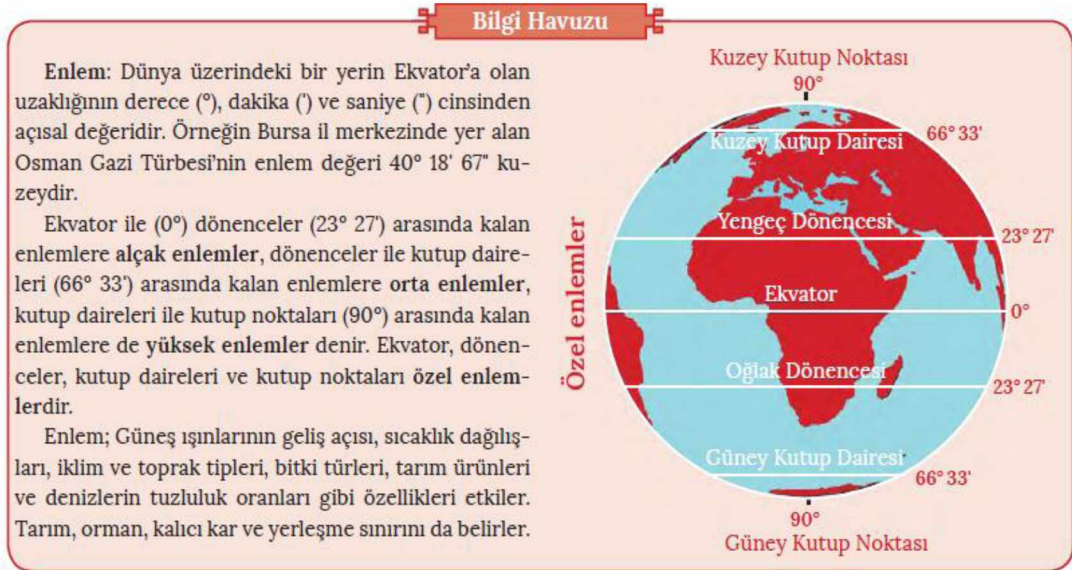 Bilgi Havuzu
Enlem: Dünya üzerindeki bir yerin Ekvator'a olan
uzaklığının derece (°), dakika (') ve saniye (") cinsinden
açısal değeridir. Örneğin Bursa il merkezinde yer alan
Osman Gazi Türbesi'nin enlem değeri 40° 18' 67" ku-
zeydir.
Ekvator ile (0°) dönenceler (23° 27') arasında kalan
enlemlere alçak enlemler, dönenceler ile kutup daire-
leri (66° 33') arasında kalan enlemlere orta enlemler,
kutup daireleri ile kutup noktaları (90°) arasında kalan
enlemlere de yüksek enlemler denir. Ekvator, dönen-
celer, kutup daireleri ve kutup noktaları özel enlem-
lerdir.
Enlem; Güneş ışınlarının geliş açısı, sıcaklık dağılış-
ları, iklim ve toprak tipleri, bitki türleri, tarım ürünleri
ve denizlerin tuzluluk oranları gibi özellikleri etkiler.
Tarım, orman, kalıcı kar ve yerleşme sınırını da belirler.
Özel enlemler
Kuzey Kutup Noktası
90°
Kuzey Kutup Dairesi
66° 33'
Yengeç Dönencesi
23° 27'
Ekvator
0°
Oğlak Dönencesi
23° 27'
Güney Kutup Dairesi
66° 33'
90°
Güney Kutup Noktası